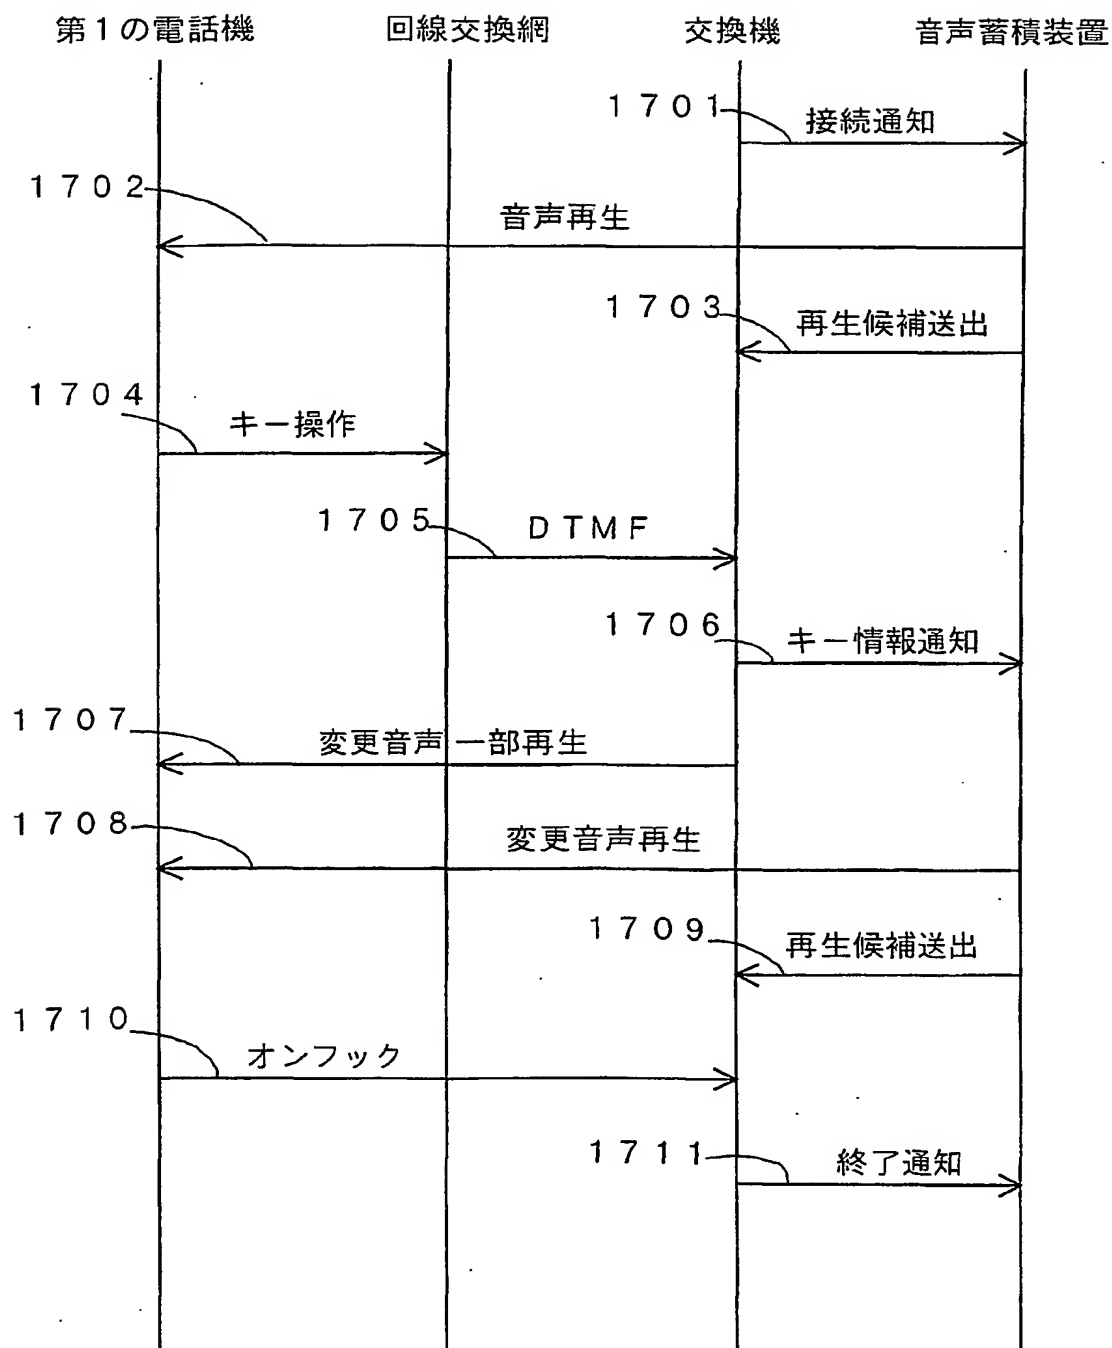 第１の電話機 回線交換網 交換機 音声蓄積装置
１７０１ 接続通知
１７０２ 音声再生
１７０３ 再生候補送出
１７０４ キー操作
１７０５ ＤＴＭＦ
１７０６ キー情報通知
１７０７ 変更音声一部再生
１７０８ 変更音声再生
１７０９ 再生候補送出
１７１０ オンフック
１７１１ 終了通知